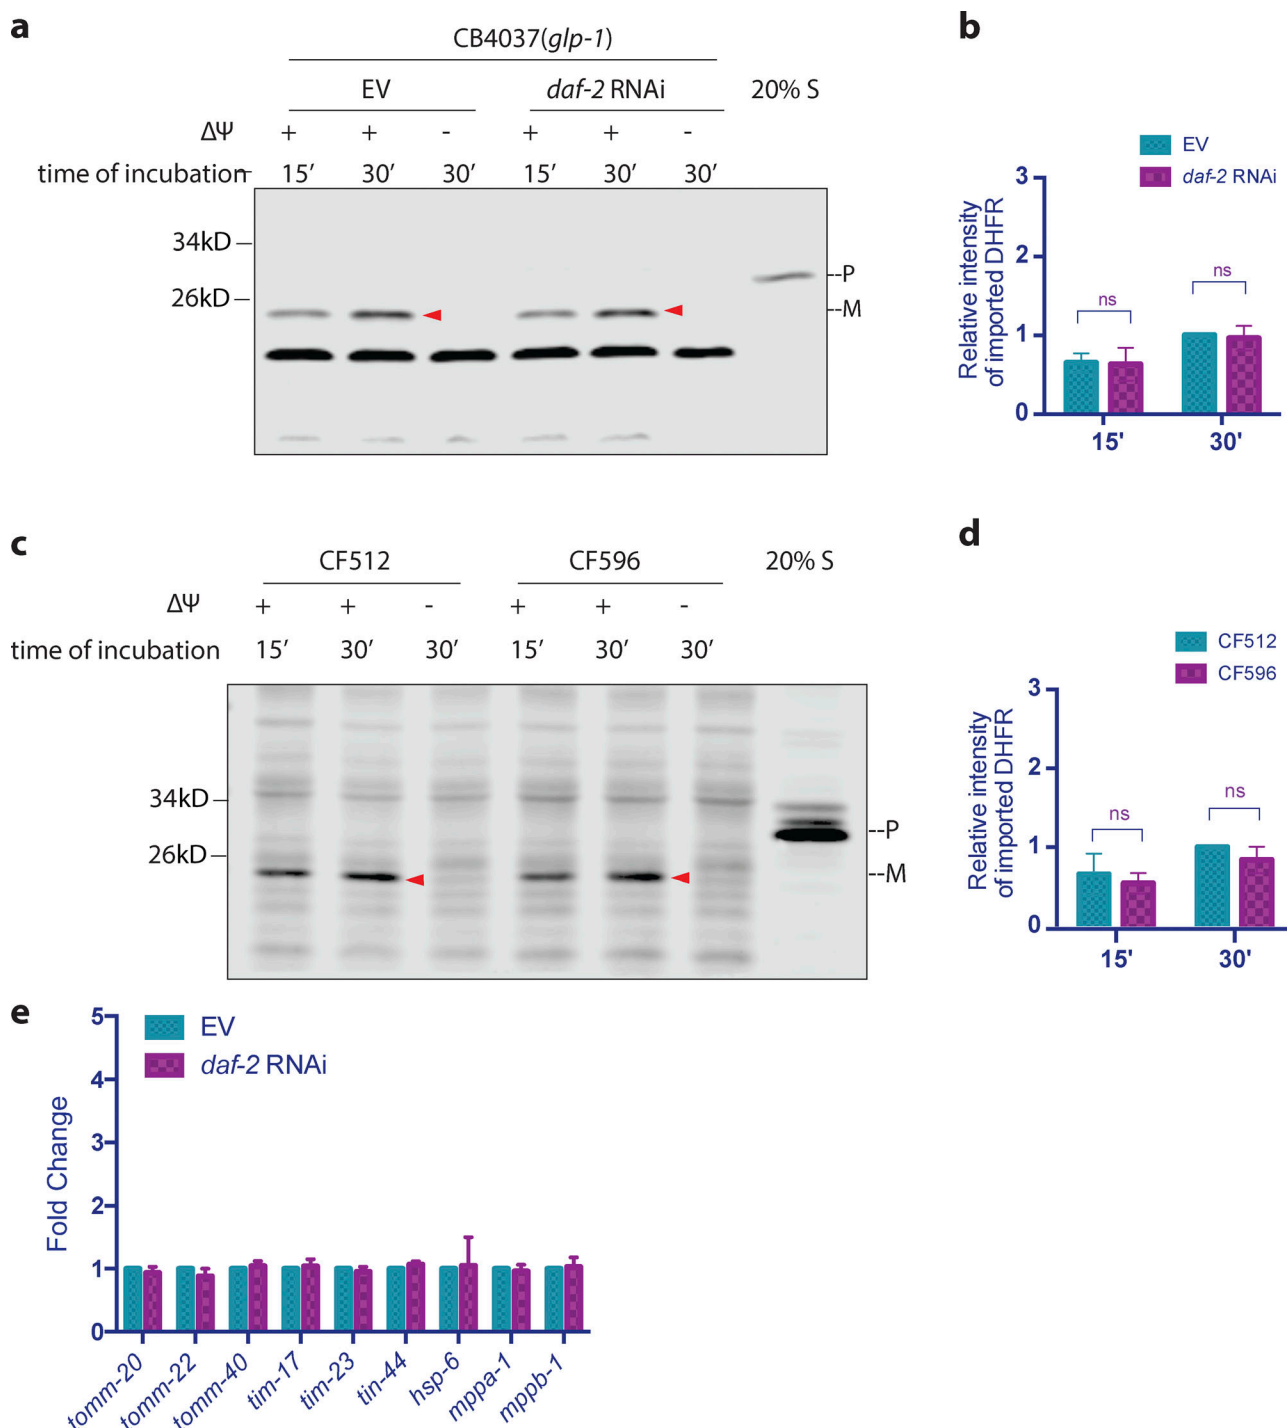 a
CB4037(glp-1)
EV daf-2 RNAi 20% S
ΔΨ + + - + + -
time of incubation 15′ 30′ 30′ 15′ 30′ 30′
34kD
26kD
--P
--M
b
EV
daf-2 RNAi
Relative intensity
of imported DHFR
3
2
1
0
ns
ns
15'
30'
c
CF512 CF596 20% S
ΔΨ + + - + + -
time of incubation 15′ 30′ 30′ 15′ 30′ 30′
34kD
26kD
--P
--M
d
CF512
CF596
Relative intensity
of imported DHFR
3
2
1
0
ns
ns
15'
30'
e
EV
daf-2 RNAi
Fold Change
5
4
3
2
1
0
tomm-20
tomm-22
tomm-40
tim-17
tim-23
tin-44
hsp-6
mppa-1
mppb-1